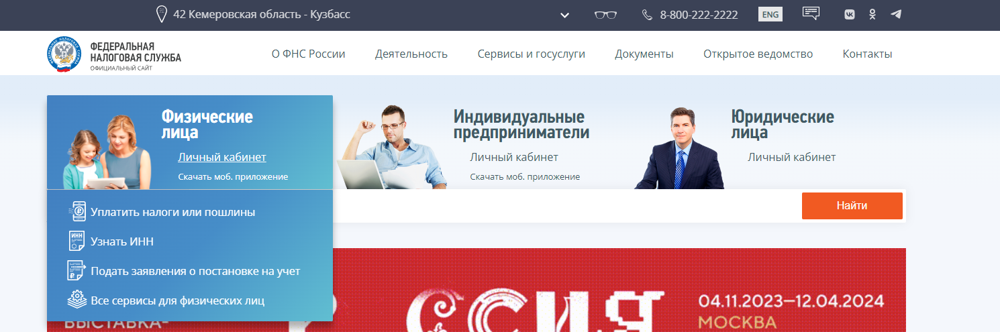 42 Кемеровская область - Кузбасс
8-800-222-2222
ENG
ФЕДЕРАЛЬНАЯ
НАЛОГОВАЯ СЛУЖБА
ОФИЦИАЛЬНЫЙ САЙТ
О ФНС России
Деятельность
Сервисы и госуслуги
Документы
Открытое ведомство
Контакты
Физические
лица
Личный кабинет
Скачать моб. приложение
Индивидуальные
предприниматели
Личный кабинет
Скачать моб. приложение
Юридические
лица
Личный кабинет
Уплатить налоги или пошлины
ИНН
Узнать ИНН
Подать заявления о постановке на учет
Все сервисы для физических лиц
Найти
ССИЯ
04.11.2023—12.04.2024
МОСКВА
ВЫСТАВКА-